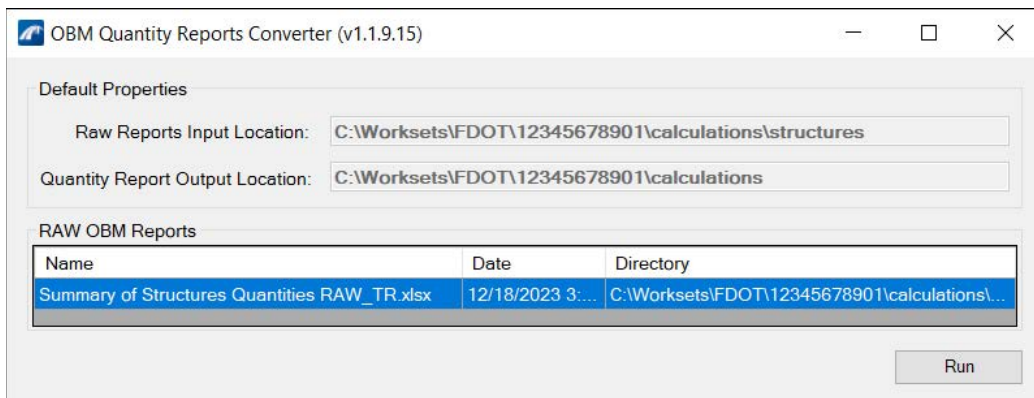 OBM Quantity Reports Converter (v1.1.9.15)
Default Properties
Raw Reports Input Location: C:\Worksets\FDOT\12345678901\calculations\structures
Quantity Report Output Location: C:\Worksets\FDOT\12345678901\calculations
RAW OBM Reports
Name Date Directory
Summary of Structures Quantities RAW_TR.xlsx 12/18/2023 3:... C:\Worksets\FDOT\12345678901\calculations\...
Run